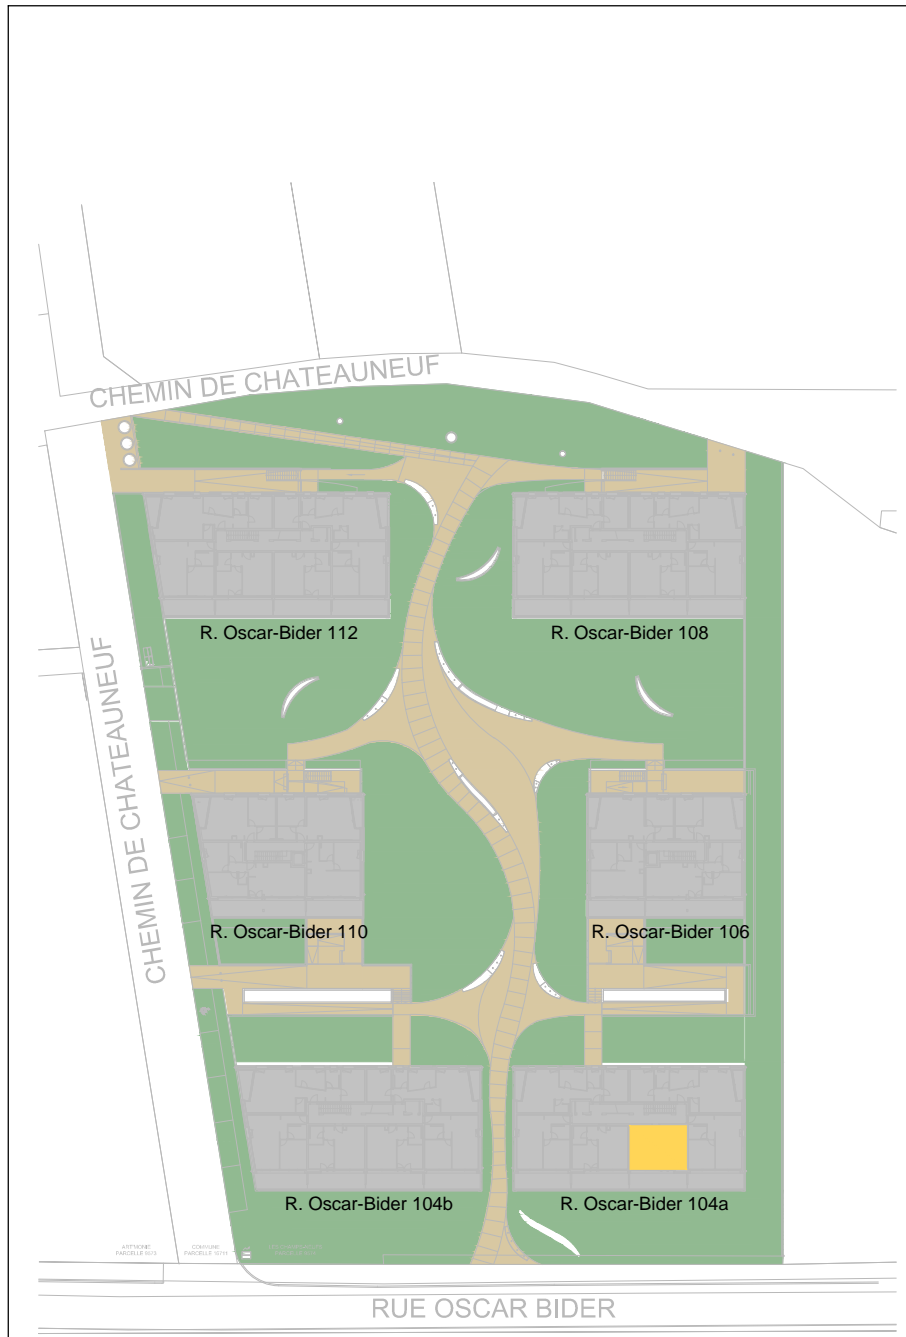 CHEMIN DE CHATEAUNEUF
R. Oscar-Bider 112
R. Oscar-Bider 108
CHEMIN DE CHATEAUNEUF
R. Oscar-Bider 110
R. Oscar-Bider 106
R. Oscar-Bider 104b
R. Oscar-Bider 104a
COMMUNE
RUE OSCAR BIDER